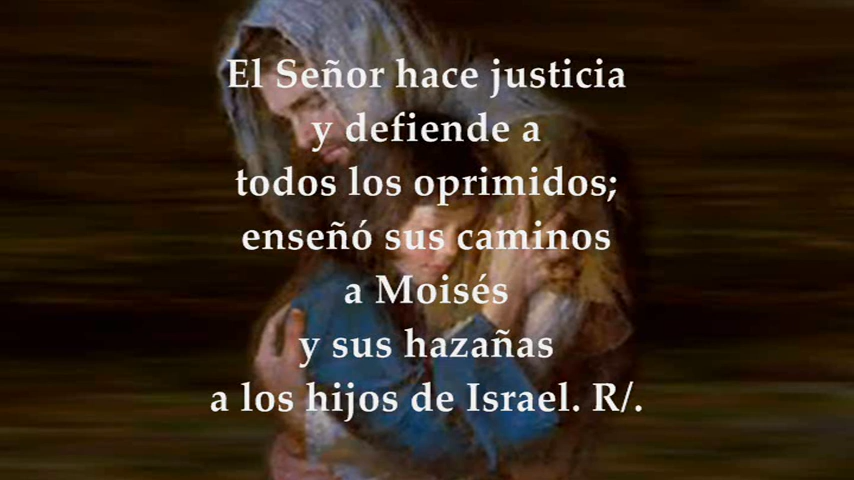 El Señor hace justicia
y defiende a
todos los oprimidos;
enseñó sus caminos
a Moisés
y sus hazañas
a los hijos de Israel. R/.